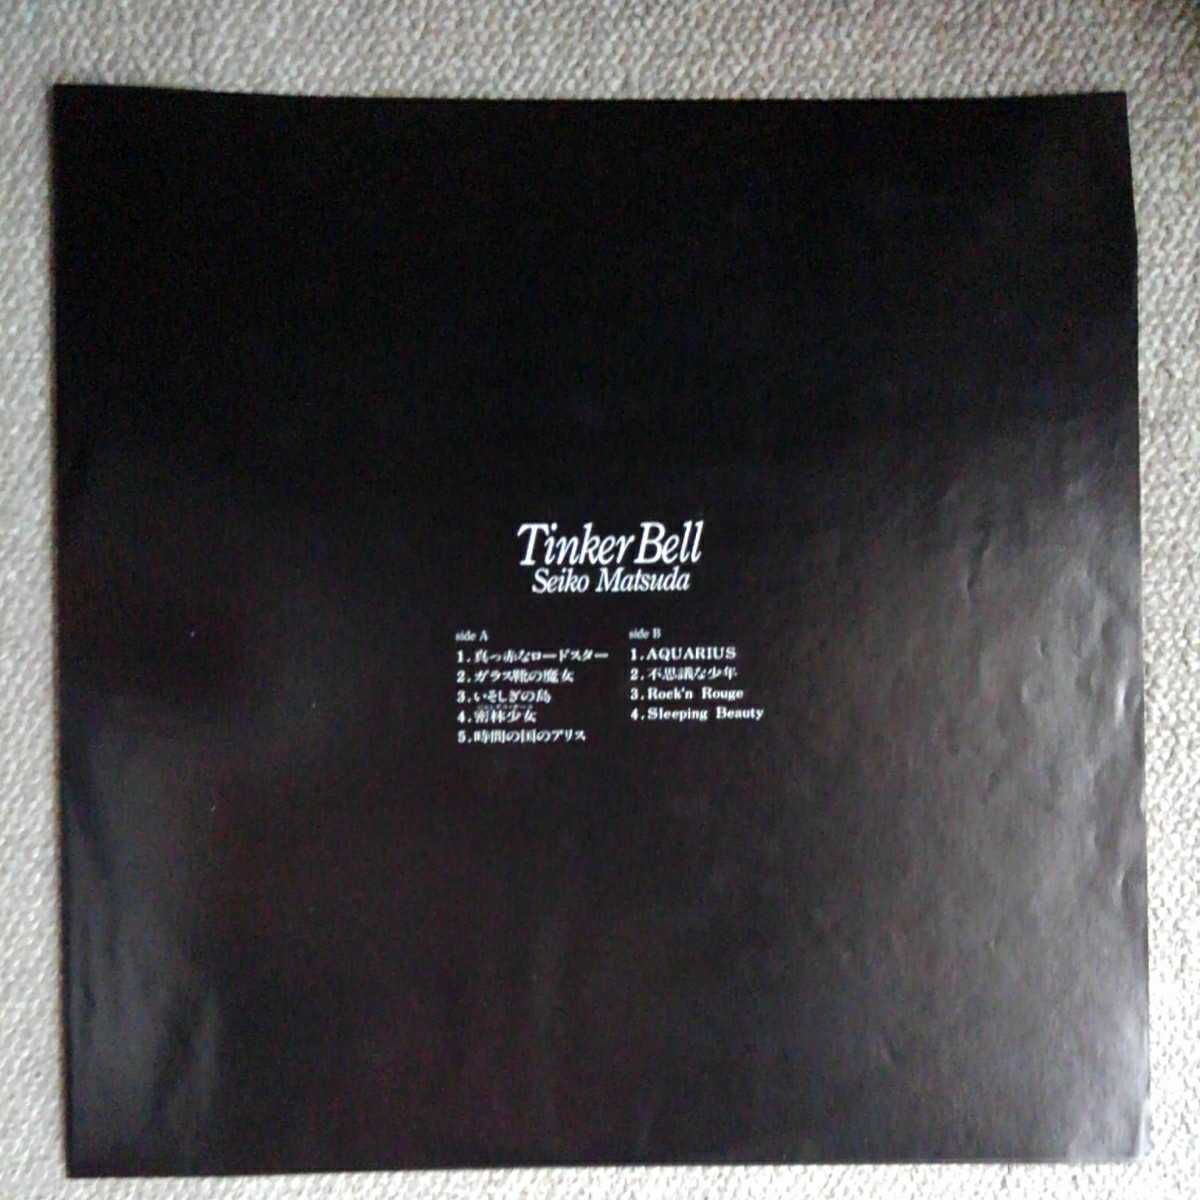 Tinker Bell
Seiko Matsuda
side A
1. 真っ赤なロードスター
2. ガラス靴の魔女
3. いそしぎの島
4. 密林少女
5. 時間の国のアリス
side B
1. AQUARIUS
2. 不思議な少年
3. Rock'n Rouge
4. Sleeping Beauty